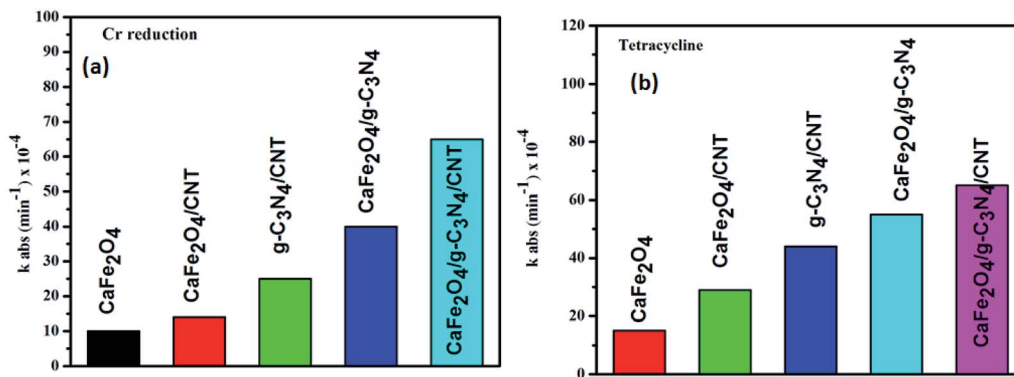 Cr reduction
(a)
k abs (min⁻¹) x 10⁻⁴
100
90
80
70
60
50
40
30
20
10
0
CaFe₂O₄
CaFe₂O₄/CNT
g-C₃N₄/CNT
CaFe₂O₄/g-C₃N₄
CaFe₂O₄/g-C₃N₄/CNT
Tetracycline
(b)
k abs (min⁻¹) x 10⁻⁴
120
100
80
60
40
20
0
CaFe₂O₄
CaFe₂O₄/CNT
g-C₃N₄/CNT
CaFe₂O₄/g-C₃N₄
CaFe₂O₄/g-C₃N₄/CNT